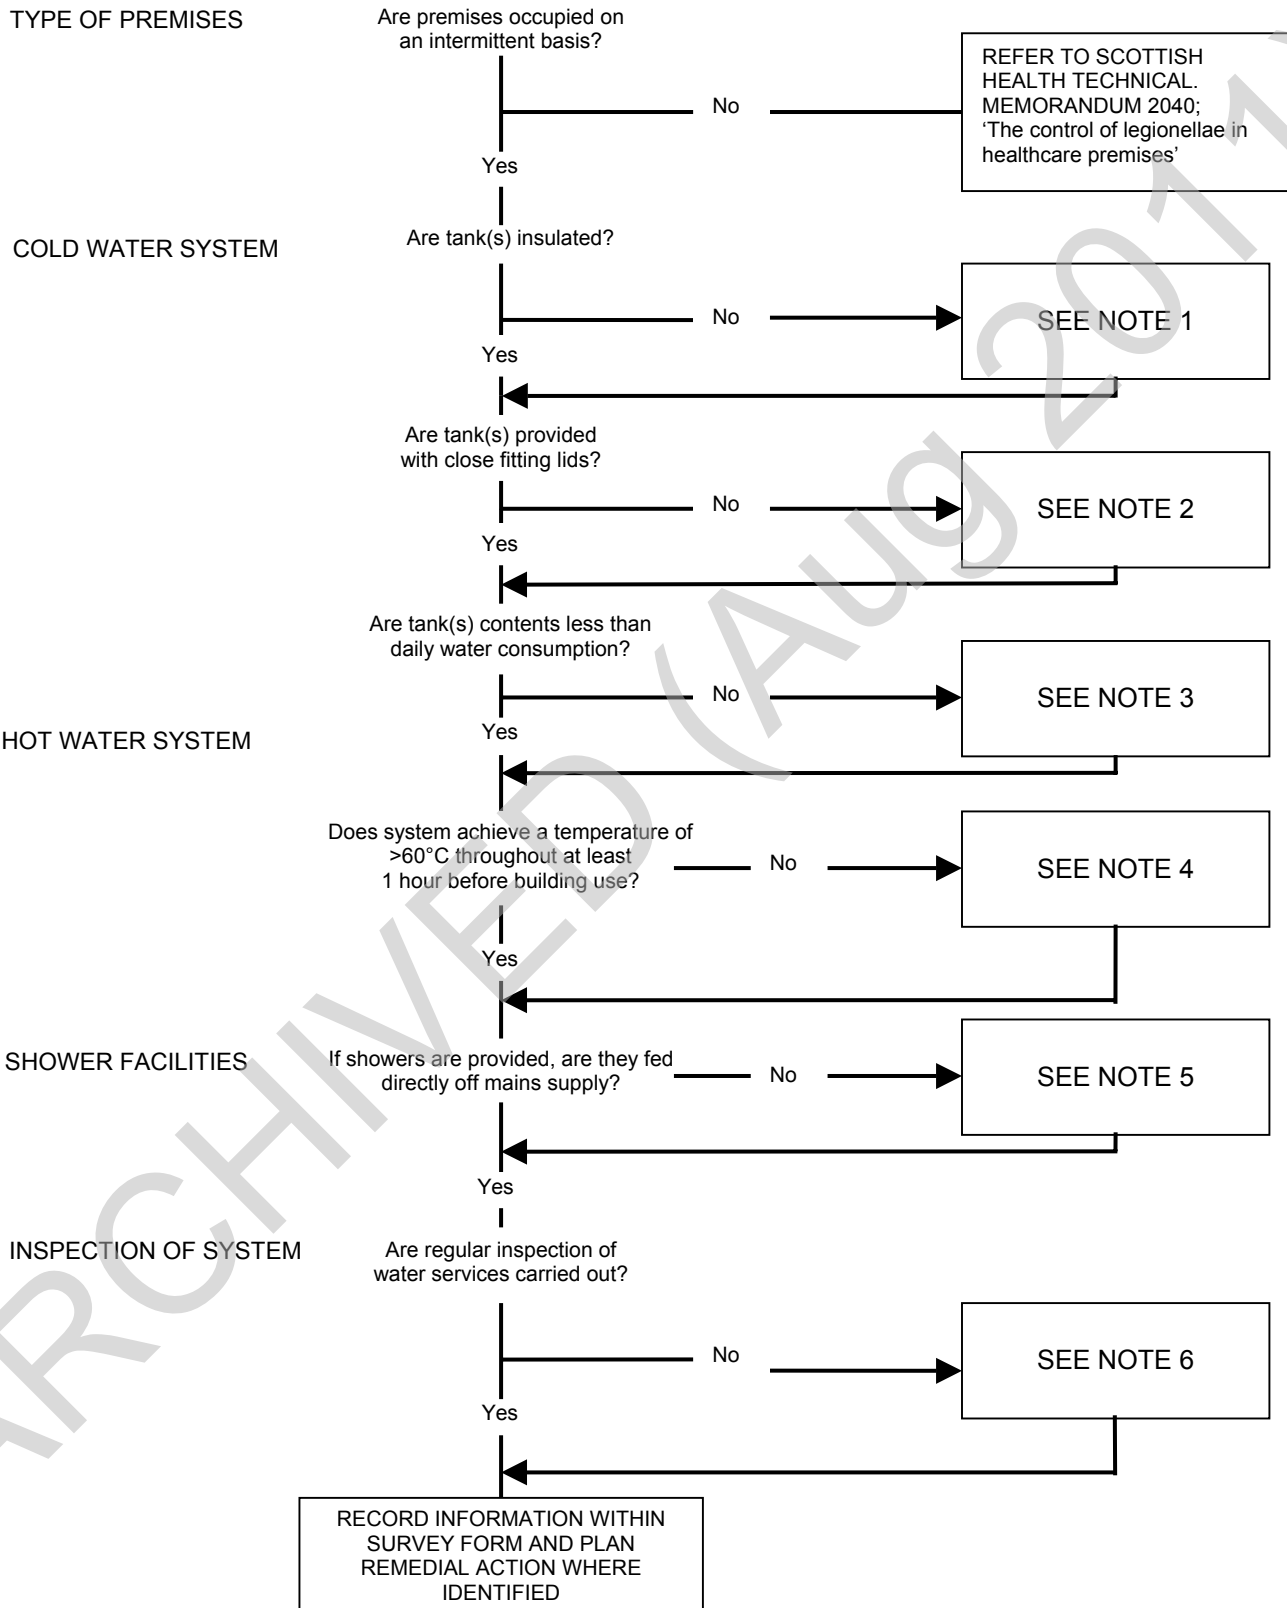 TYPE OF PREMISES
Are premises occupied on
an intermittent basis?
REFER TO SCOTTISH
HEALTH TECHNICAL.
MEMORANDUM 2040;
‘The control of legionellae in
healthcare premises’
No
Yes
COLD WATER SYSTEM
Are tank(s) insulated?
No
SEE NOTE 1
Yes
Are tank(s) provided
with close fitting lids?
No
SEE NOTE 2
Yes
Are tank(s) contents less than
daily water consumption?
No
SEE NOTE 3
Yes
HOT WATER SYSTEM
Does system achieve a temperature of
>60°C throughout at least
1 hour before building use?
No
SEE NOTE 4
Yes
SHOWER FACILITIES
If showers are provided, are they fed
directly off mains supply?
No
SEE NOTE 5
Yes
INSPECTION OF SYSTEM
Are regular inspection of
water services carried out?
No
SEE NOTE 6
Yes
RECORD INFORMATION WITHIN
SURVEY FORM AND PLAN
REMEDIAL ACTION WHERE
IDENTIFIED
ARCHIVED (Aug 2011)